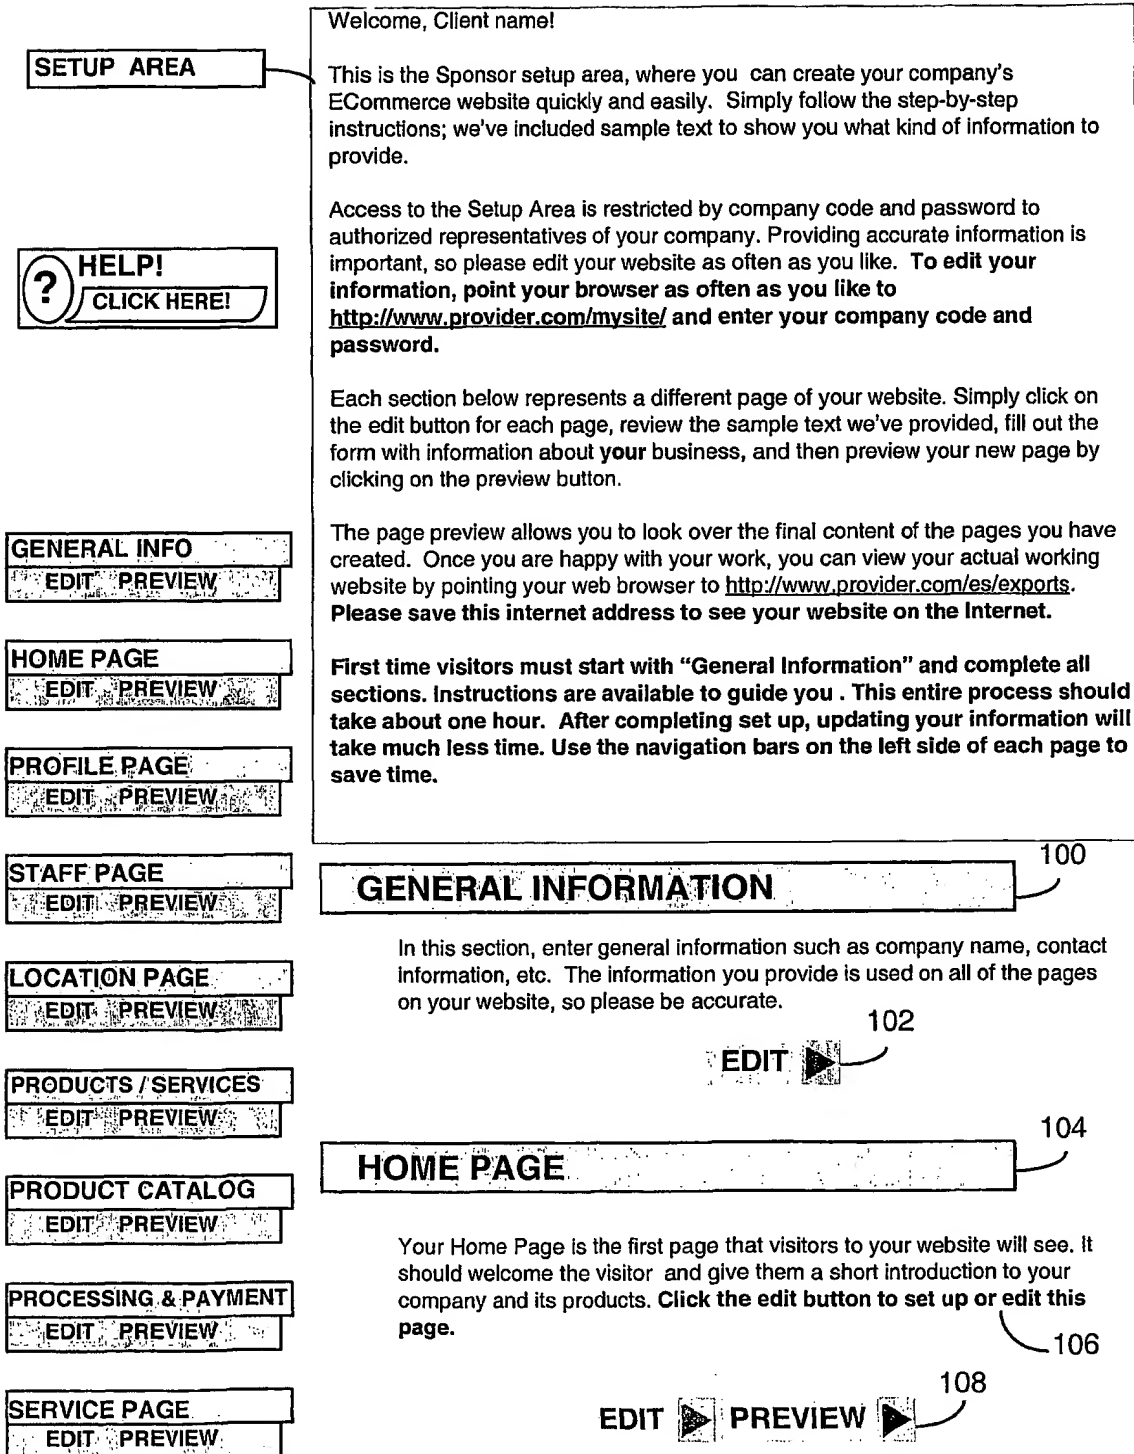 Welcome, Client name!
SETUP AREA
This is the Sponsor setup area, where you can create your company's
ECommerce website quickly and easily. Simply follow the step-by-step
instructions; we've included sample text to show you what kind of information to
provide.
Access to the Setup Area is restricted by company code and password to
authorized representatives of your company. Providing accurate information is
important, so please edit your website as often as you like. To edit your
information, point your browser as often as you like to
http://www.provider.com/mysite/ and enter your company code and
password.
? HELP!
CLICK HERE!
Each section below represents a different page of your website. Simply click on
the edit button for each page, review the sample text we've provided, fill out the
form with information about your business, and then preview your new page by
clicking on the preview button.
The page preview allows you to look over the final content of the pages you have
created. Once you are happy with your work, you can view your actual working
website by pointing your web browser to http://www.provider.com/es/exports.
Please save this internet address to see your website on the Internet.
First time visitors must start with "General Information" and complete all
sections. Instructions are available to guide you . This entire process should
take about one hour. After completing set up, updating your information will
take much less time. Use the navigation bars on the left side of each page to
save time.
GENERAL INFO
EDIT PREVIEW
HOME PAGE
EDIT PREVIEW
PROFILE PAGE
EDIT PREVIEW
STAFF PAGE
EDIT PREVIEW
LOCATION PAGE
EDIT PREVIEW
PRODUCTS / SERVICES
EDIT PREVIEW
PRODUCT CATALOG
EDIT PREVIEW
PROCESSING & PAYMENT
EDIT PREVIEW
SERVICE PAGE
EDIT PREVIEW
100
GENERAL INFORMATION
In this section, enter general information such as company name, contact
information, etc. The information you provide is used on all of the pages
on your website, so please be accurate.
102
EDIT
104
HOME PAGE
Your Home Page is the first page that visitors to your website will see. It
should welcome the visitor and give them a short introduction to your
company and its products. Click the edit button to set up or edit this
page.
106
108
EDIT PREVIEW